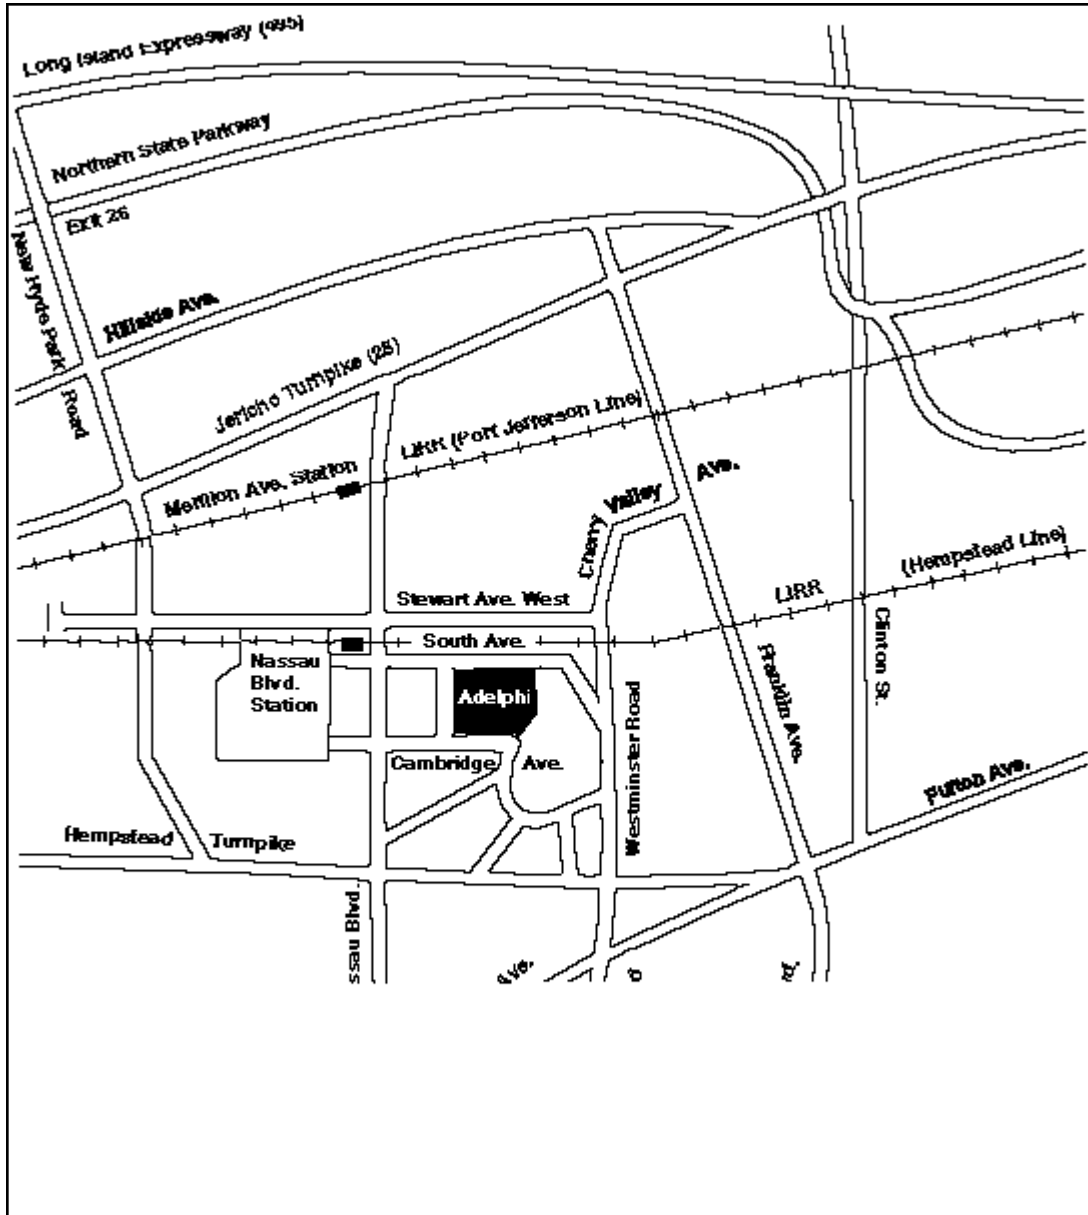 Long Island Expressway (495)
Northern State Parkway
Exit 26
New Hyde Park Road
Hillside Ave.
Jericho Turnpike (25)
LIRR (Port Jefferson Line)
Merillon Ave. Station
Cherry Valley Ave.
(Hempstead Line)
LIRR
Stewart Ave. West
South Ave.
Clinton St.
Nassau
Blvd.
Station
Adelphi
Franklin Ave.
Westminster Road
Cambridge Ave.
Fulton Ave.
Hempstead Turnpike
ssau Blvd.
Ave.